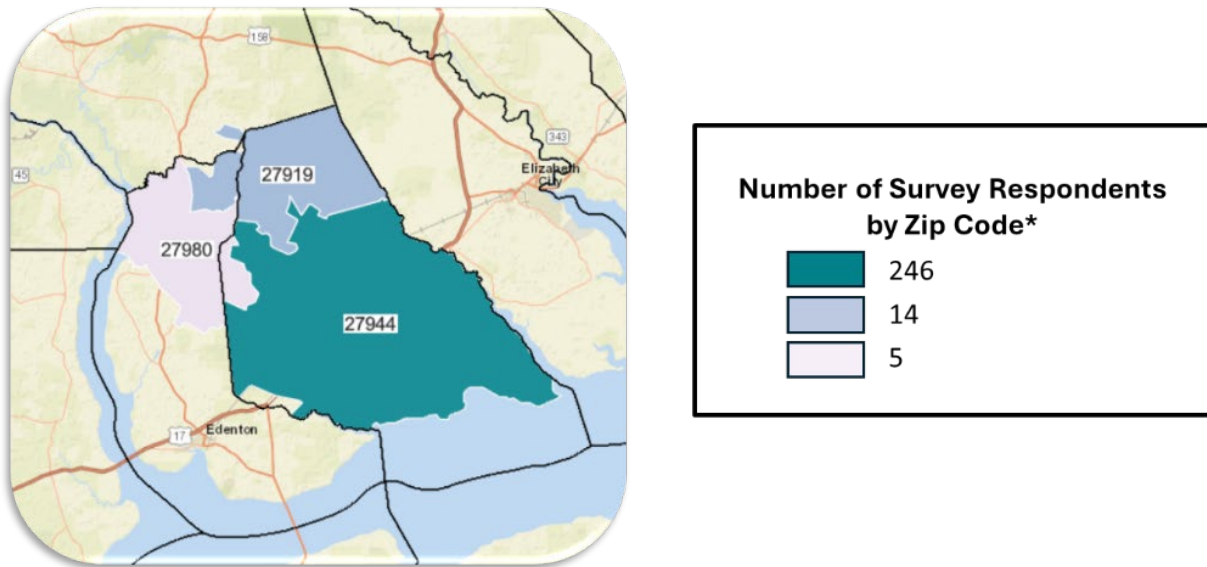 158
343
45
Elizabeth
City
27919
27980
27944
17
Edenton
Number of Survey Respondents
by Zip Code*
246
14
5